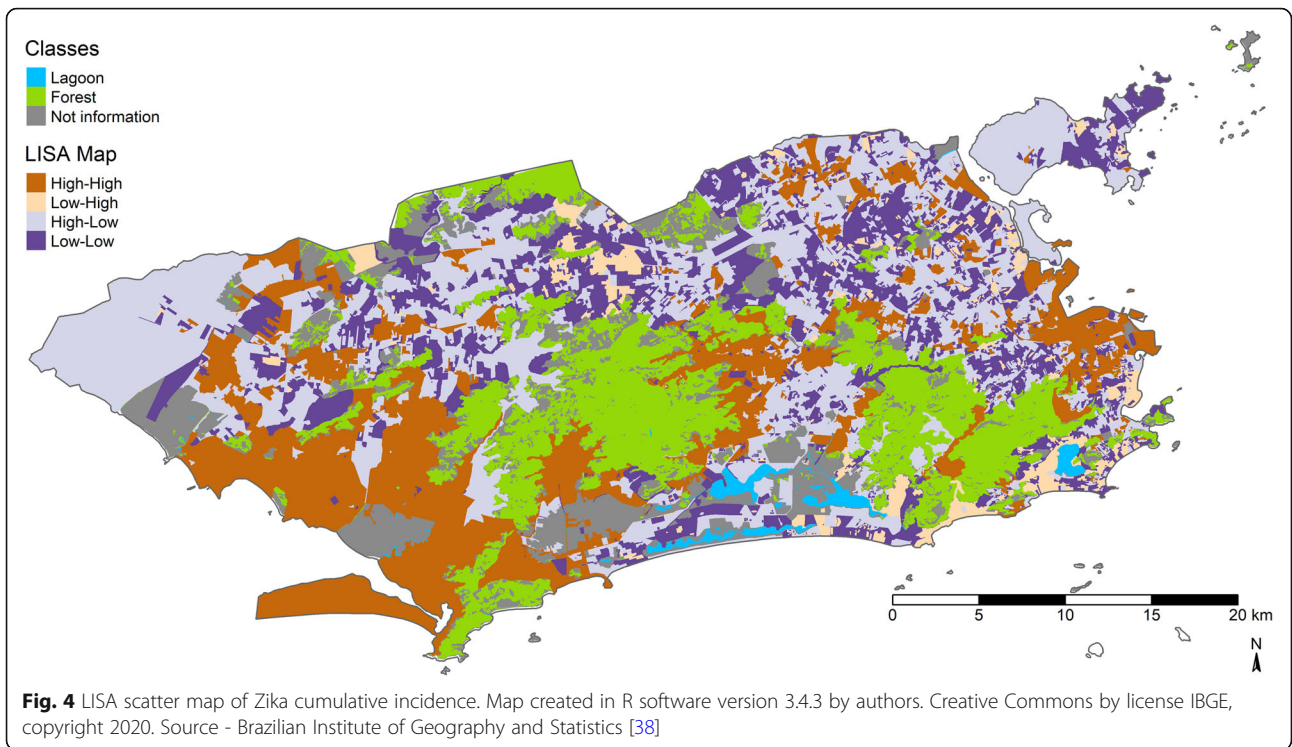 Classes
Lagoon
Forest
Not information
LISA Map
High-High
Low-High
High-Low
Low-Low
0 5 10 15 20 km
N
Fig. 4 LISA scatter map of Zika cumulative incidence. Map created in R software version 3.4.3 by authors. Creative Commons by license IBGE,
copyright 2020. Source - Brazilian Institute of Geography and Statistics [38]